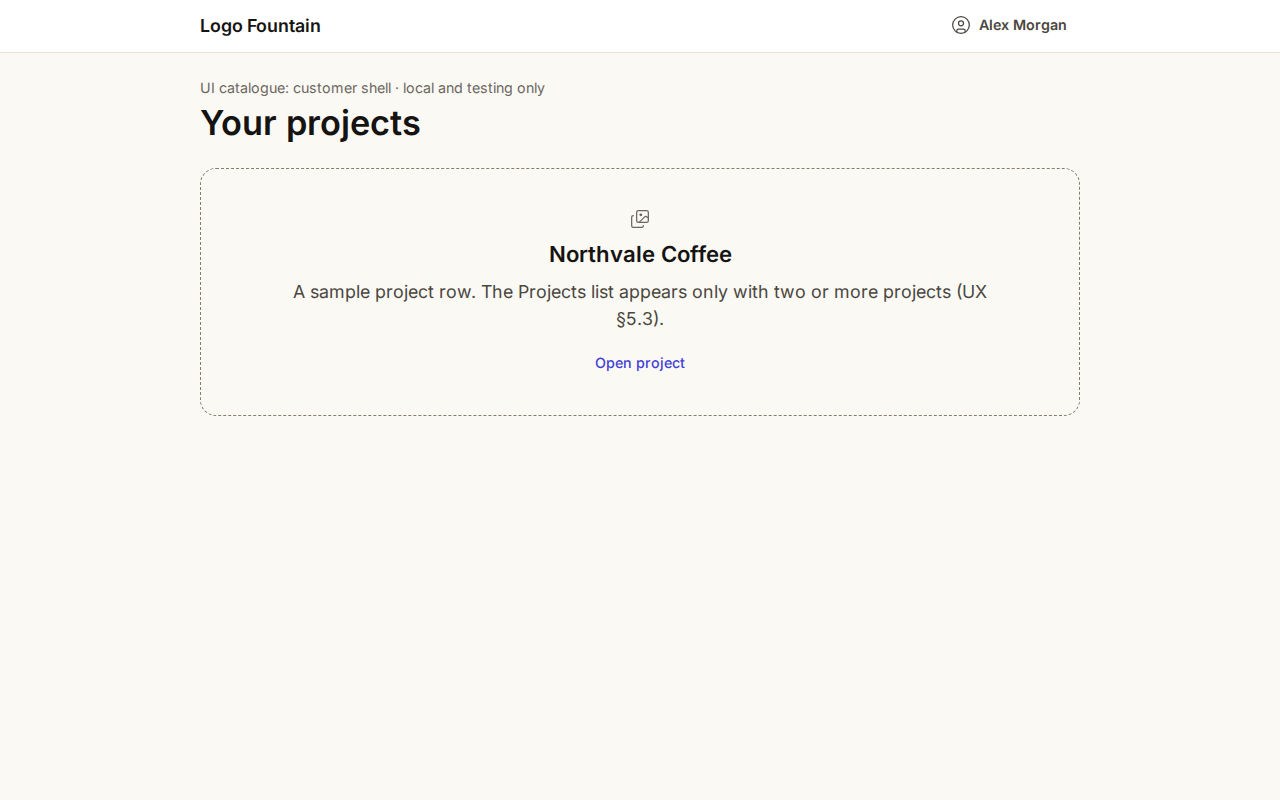 Logo Fountain
Alex Morgan
UI catalogue: customer shell · local and testing only
Your projects
Northvale Coffee
A sample project row. The Projects list appears only with two or more projects (UX
§5.3).
Open project